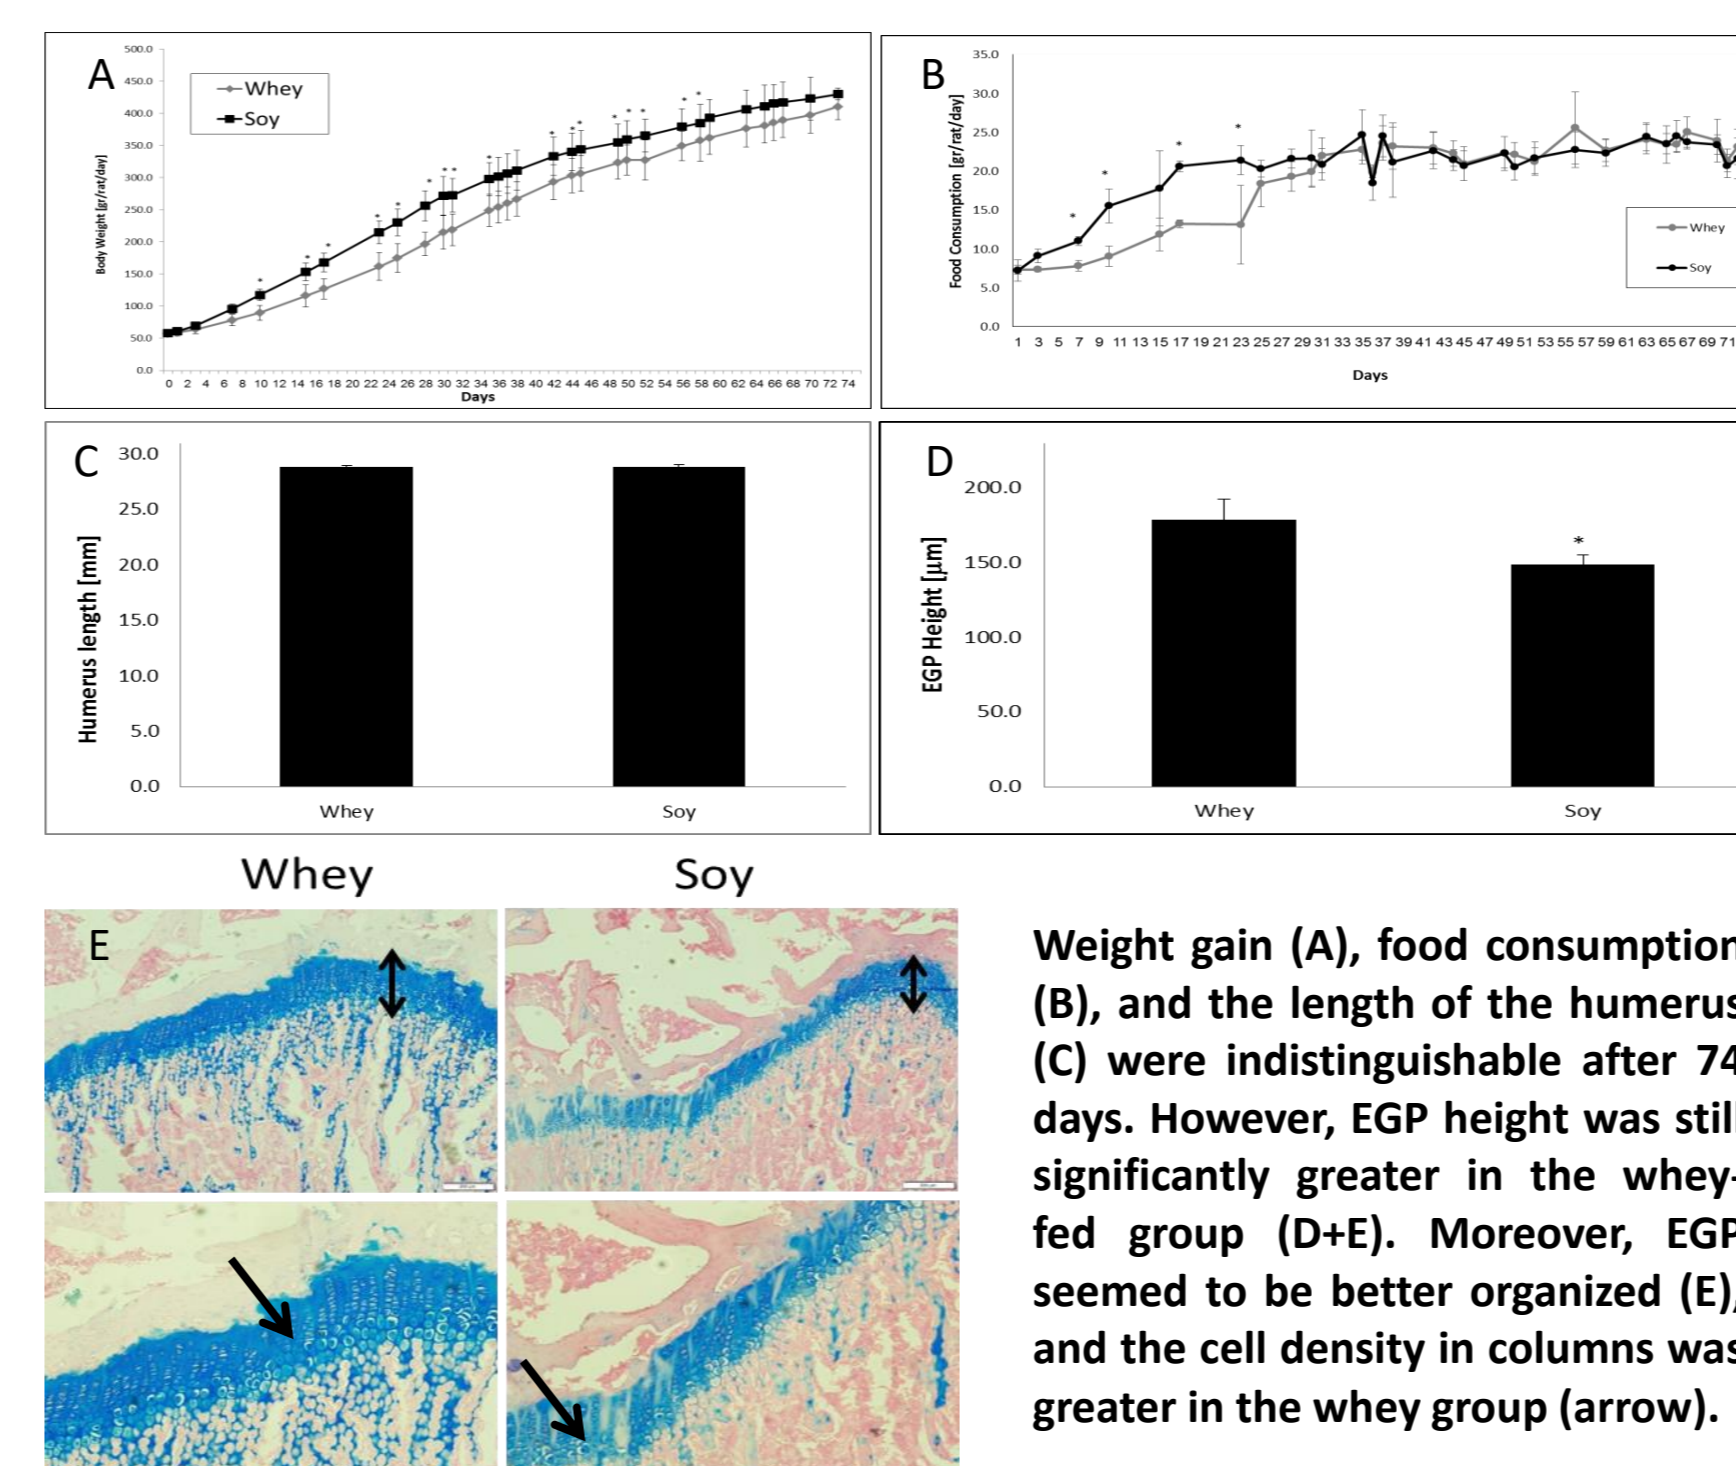 A
500.0
450.0
400.0
350.0
300.0
250.0
200.0
150.0
100.0
50.0
0.0
Body Weight [gr/rat/day]
Whey
Soy
* * * * * * * * * * * * * * * * * *
0 2 4 6 8 10 12 14 16 18 20 22 24 26 28 30 32 34 36 38 40 42 44 46 48 50 52 54 56 58 60 62 64 66 68 70 72 74
Days
B
35.0
30.0
25.0
20.0
15.0
10.0
5.0
0.0
Food Consumption [gr/rat/day]
* * * *
Whey
Soy
1 3 5 7 9 11 13 15 17 19 21 23 25 27 29 31 33 35 37 39 41 43 45 47 49 51 53 55 57 59 61 63 65 67 69 71
Days
C
30.0
25.0
20.0
15.0
10.0
5.0
0.0
Humerus length [mm]
Whey Soy
D
200.0
150.0
100.0
50.0
0.0
EGP Height [µm]
*
Whey Soy
Whey Soy
E
Weight gain (A), food consumption
(B), and the length of the humerus
(C) were indistinguishable after 74
days. However, EGP height was still
significantly greater in the whey-
fed group (D+E). Moreover, EGP
seemed to be better organized (E),
and the cell density in columns was
greater in the whey group (arrow).